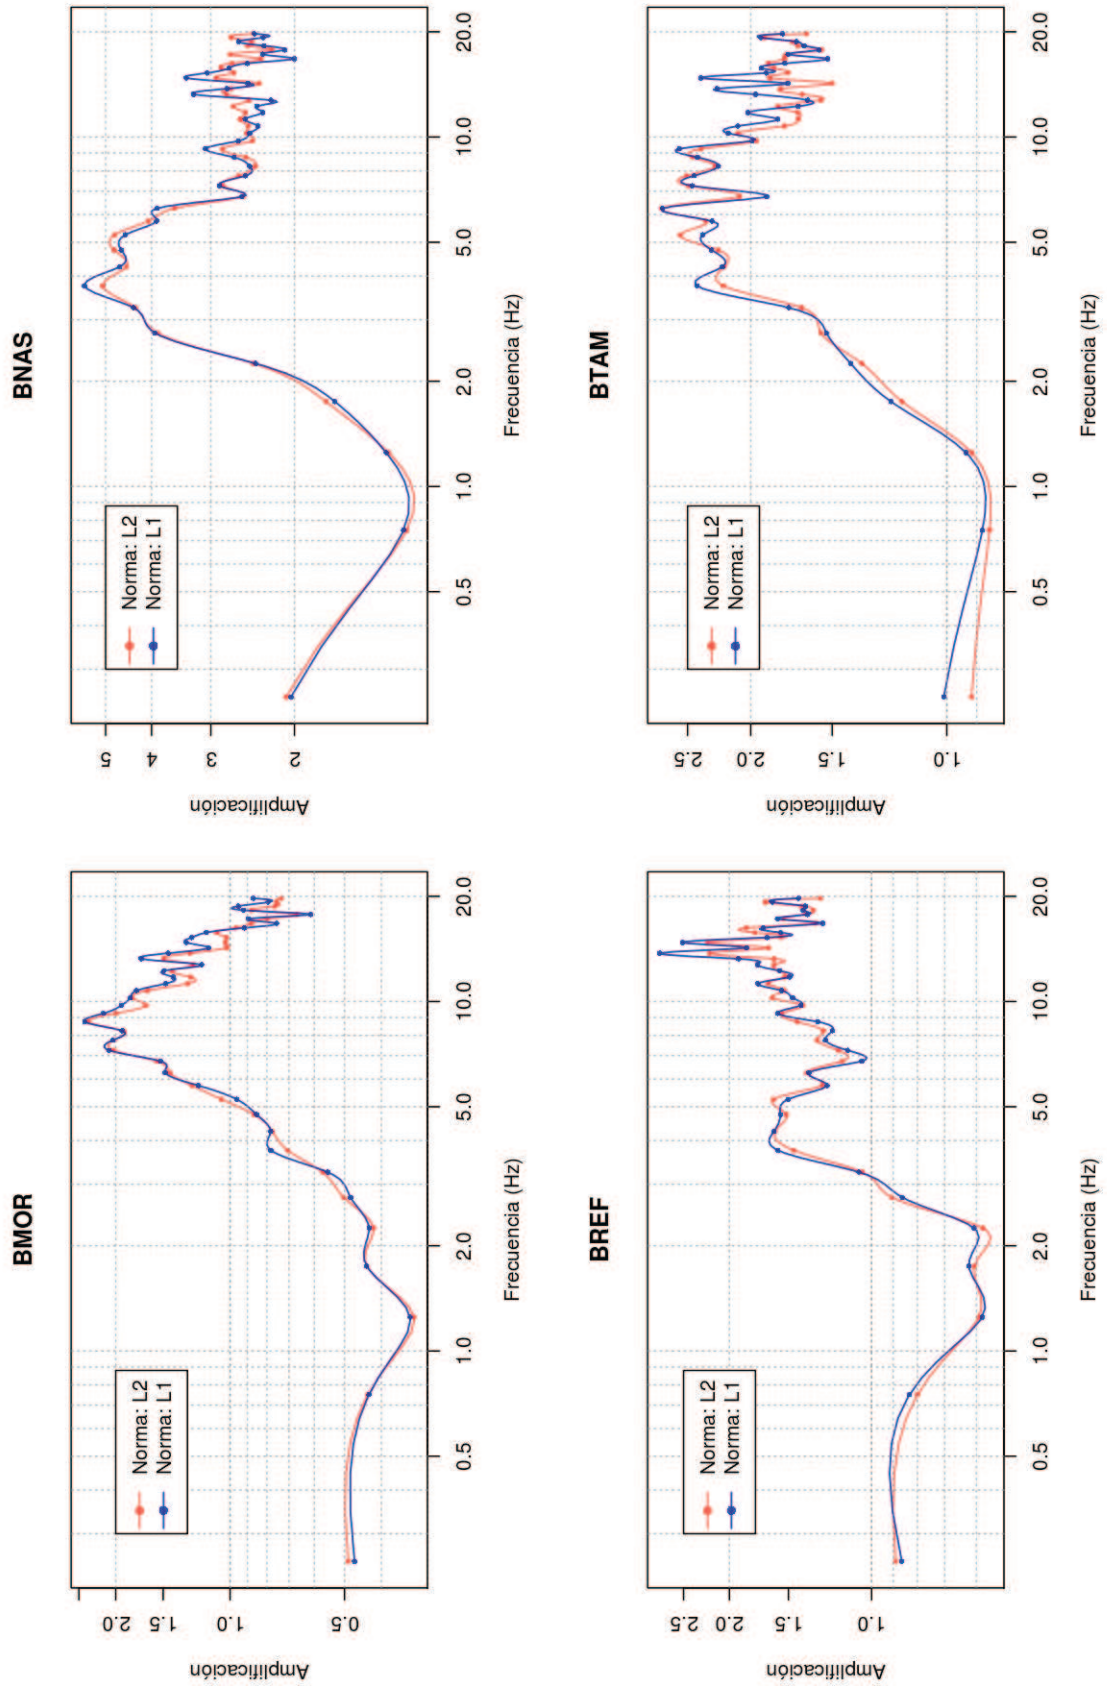 BMOR
Amplificación
2.0
1.5
1.0
0.5
Norma: L2
Norma: L1
0.5 1.0 2.0 5.0 10.0 20.0
Frecuencia (Hz)
BNAS
Amplificación
5
4
3
2
Norma: L2
Norma: L1
0.5 1.0 2.0 5.0 10.0 20.0
Frecuencia (Hz)
BREF
Amplificación
2.5
2.0
1.5
1.0
Norma: L2
Norma: L1
0.5 1.0 2.0 5.0 10.0 20.0
Frecuencia (Hz)
BTAM
Amplificación
2.5
2.0
1.5
1.0
Norma: L2
Norma: L1
0.5 1.0 2.0 5.0 10.0 20.0
Frecuencia (Hz)